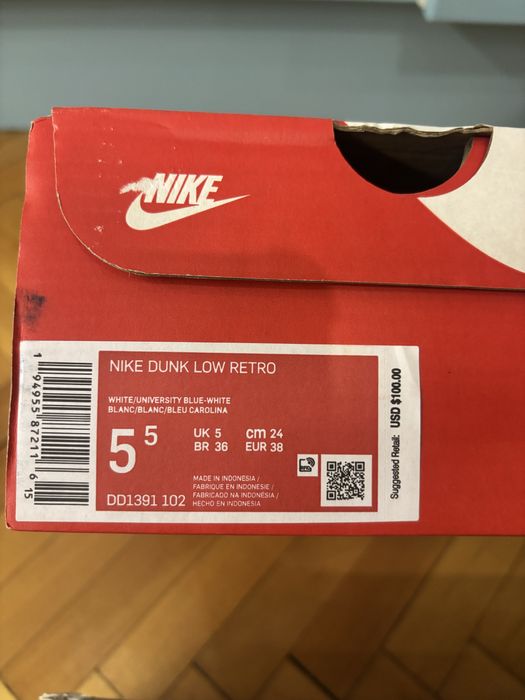 NIKE
NIKE DUNK LOW RETRO
WHITE/UNIVERSITY BLUE-WHITE
BLANC/BLANC/BLEU CAROLINA
5 5
UK 5
BR 36
cm 24
EUR 38
MADE IN INDONESIA /
FABRIQUE EN INDONESIE /
FABRICADO NA INDONÉSIA /
HECHO EN INDONESIA
DD1391 102
1 94955 87211 6
15
Suggested Retail: USD $100.00